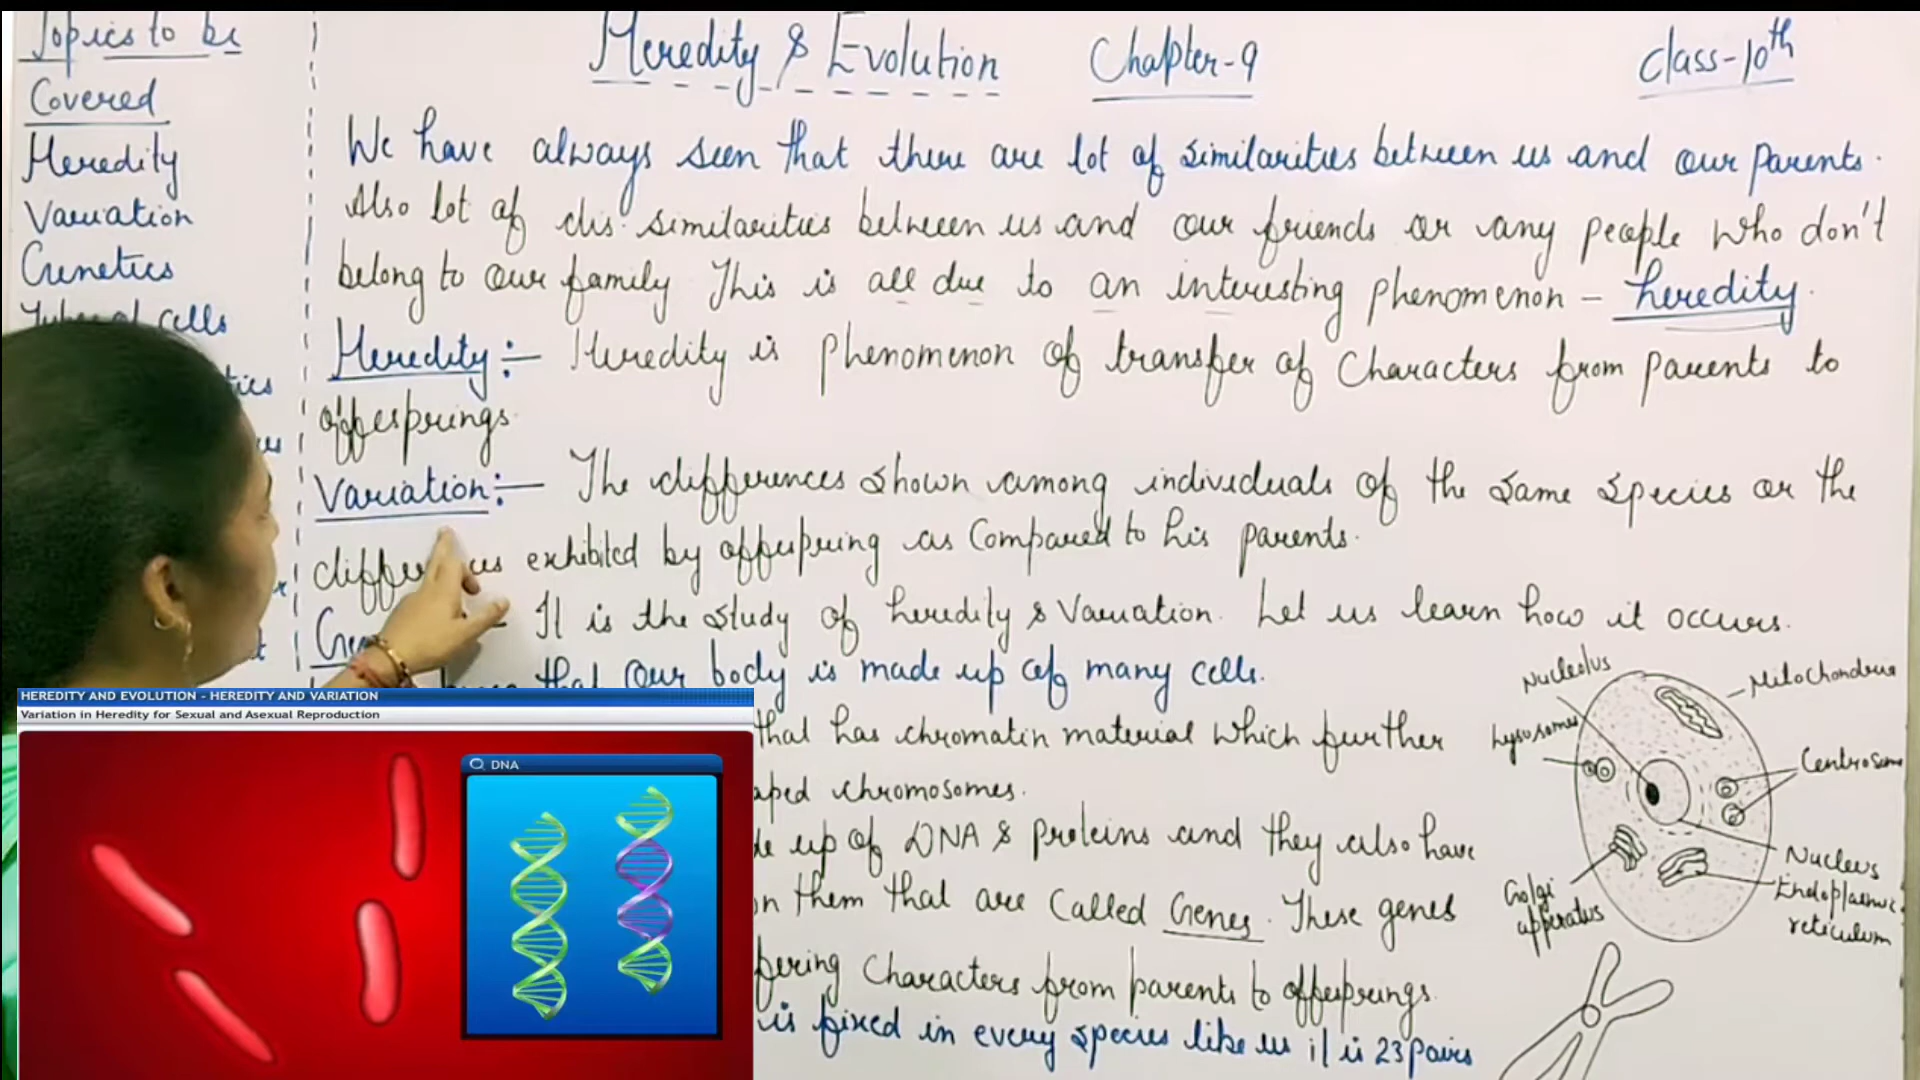 Topics to be
Covered
Heredity
Variation
Genetics
cells
Heredity & Evolution Chapter-9 Class-10th
We have always seen that there are lot of similarities between us and our parents.
Also lot of dis similarities between us and our friends or any people who don't
belong to our family This is all due to an interesting phenomenon - heredity.
Heredity:- Heredity is phenomenon of transfer of Characters from parents to
offesprings.
Variation:- The differences shown among individuals of the same species or the
exhibited by offespring as Compared to his parents.
It is the study of heredity & Variation. Let us learn how it occurs.
that our body is made up of many cells.
that has chromatin material which further
chromosomes.
up of DNA & proteins and they also have
them that are Called Genes. These genes
Characters from parents to offesprings.
is fixed in every species like us it is 23 pairs
Nucleolus
Mitochondria
Lysosomes
Centrosome
Nucleus
Golgi
apperatus
Endoplasmic
reticulum
HEREDITY AND EVOLUTION - HEREDITY AND VARIATION
Variation in Heredity for Sexual and Asexual Reproduction
DNA